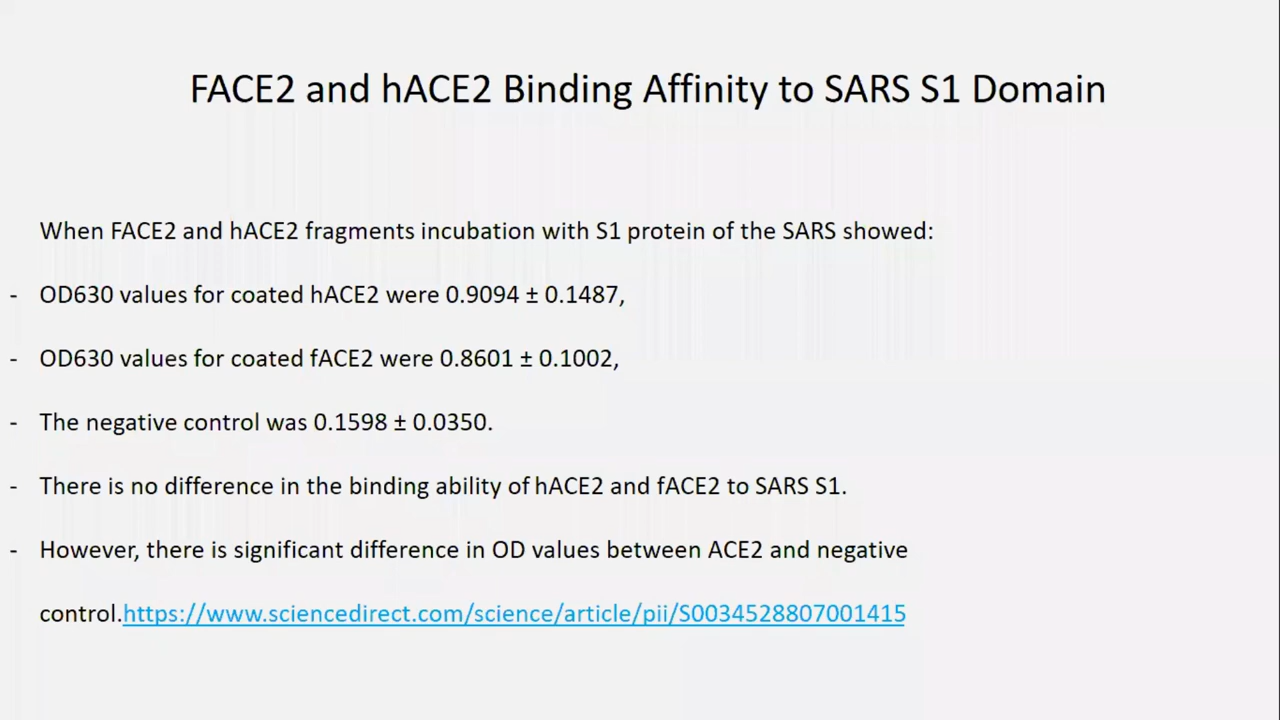 FACE2 and hACE2 Binding Affinity to SARS S1 Domain
When FACE2 and hACE2 fragments incubation with S1 protein of the SARS showed:
- OD630 values for coated hACE2 were 0.9094 ± 0.1487,
- OD630 values for coated fACE2 were 0.8601 ± 0.1002,
- The negative control was 0.1598 ± 0.0350.
- There is no difference in the binding ability of hACE2 and fACE2 to SARS S1.
- However, there is significant difference in OD values between ACE2 and negative
control.https://www.sciencedirect.com/science/article/pii/S0034528807001415